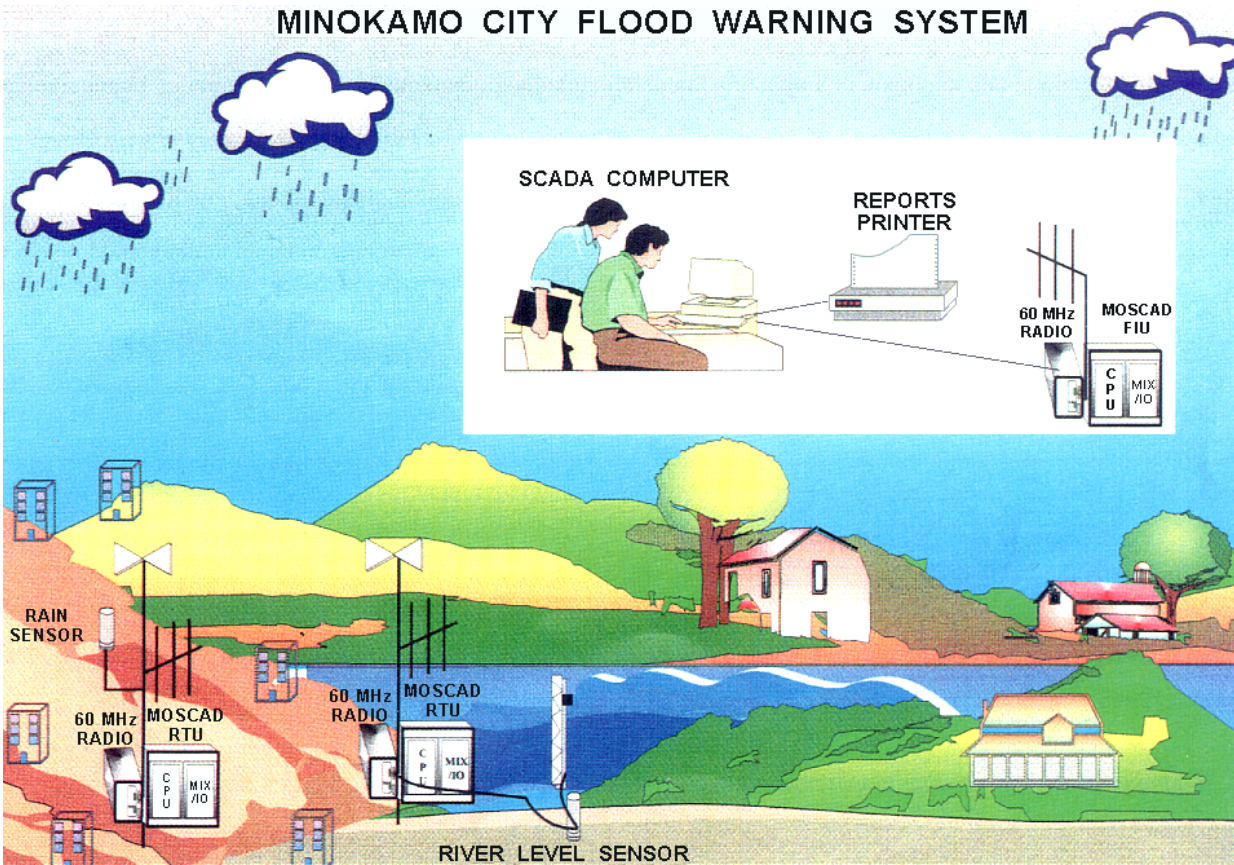 MINOKAMO CITY FLOOD WARNING SYSTEM
SCADA COMPUTER
REPORTS
PRINTER
60 MHz
RADIO
MOSCAD
FIU
CPU
MIX
/IO
RAIN
SENSOR
60 MHz
RADIO
MOSCAD
RTU
CPU
MIX/IO
60 MHz
RADIO
MOSCAD
RTU
CPU
MIX
/IO
RIVER LEVEL SENSOR